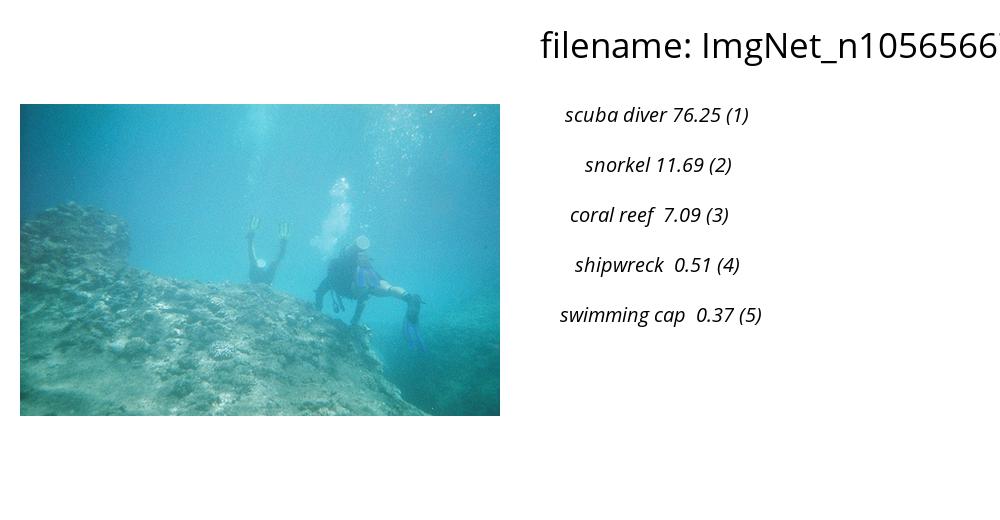 filename: ImgNet_n1056566
scuba diver 76.25 (1)
snorkel 11.69 (2)
coral reef 7.09 (3)
shipwreck 0.51 (4)
swimming cap 0.37 (5)